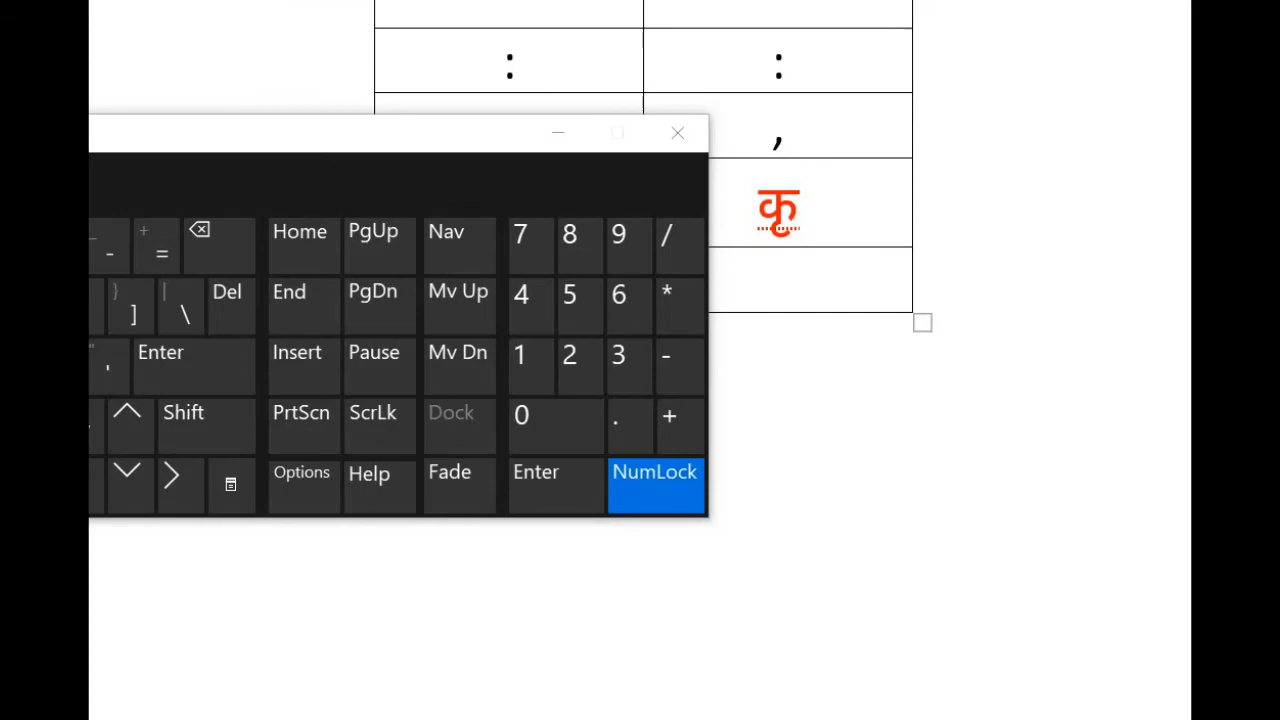 : :
,
कृ
_ - + = Home PgUp Nav 7 8 9 /
} ] | \ Del End PgDn Mv Up 4 5 6 *
" ' Enter Insert Pause Mv Dn 1 2 3 -
Shift PrtScn ScrLk Dock 0 . +
Options Help Fade Enter NumLock